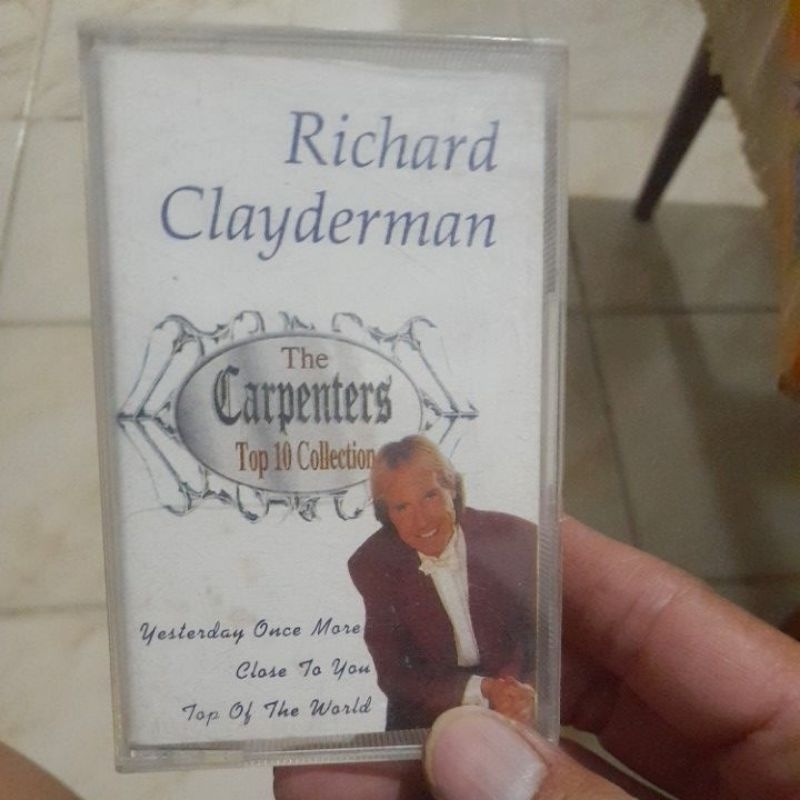 Richard
Clayderman
The
Carpenters
Top 10 Collection
Yesterday Once More
Close To You
Top Of The World